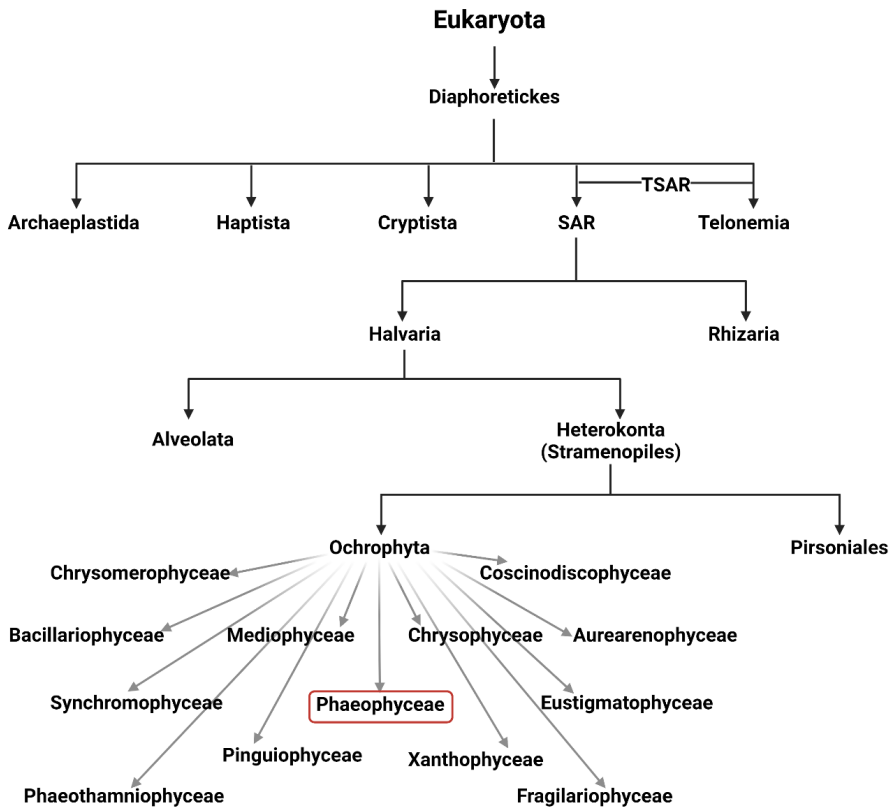 Eukaryota
Diaphoretickes
TSAR
Archaeplastida
Haptista
Cryptista
SAR
Telonemia
Halvaria
Rhizaria
Alveolata
Heterokonta
(Stramenopiles)
Ochrophyta
Pirsoniales
Chrysomerophyceae
Coscinodiscophyceae
Bacillariophyceae
Mediophyceae
Chrysophyceae
Aurearenophyceae
Synchromophyceae
Phaeophyceae
Eustigmatophyceae
Pinguiophyceae
Xanthophyceae
Phaeothamniophyceae
Fragilariophyceae